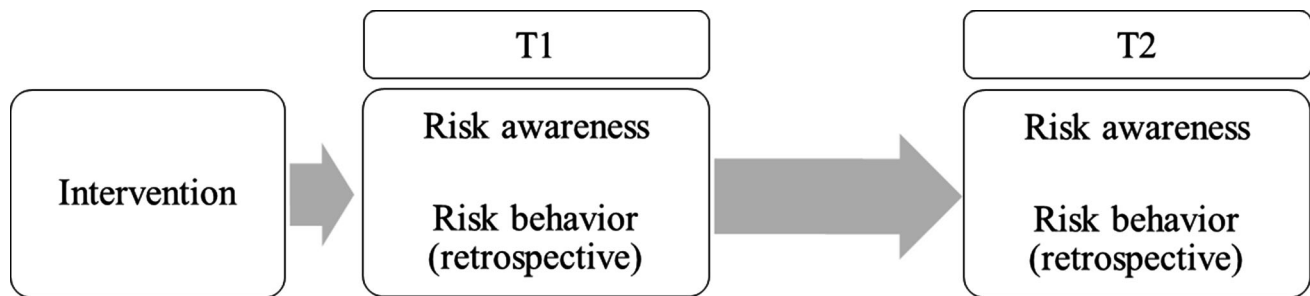 T1
T2
Intervention
Risk awareness
Risk behavior
(retrospective)
Risk awareness
Risk behavior
(retrospective)